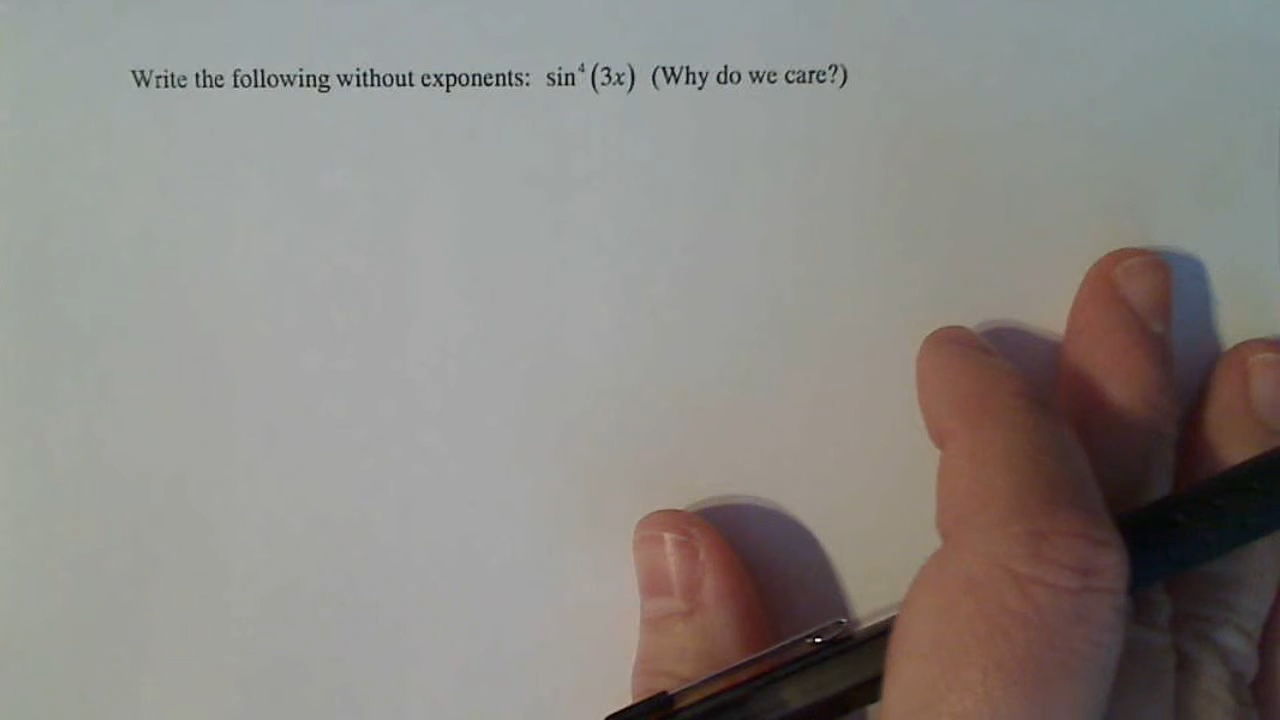 Write the following without exponents: sin⁴(3x) (Why do we care?)